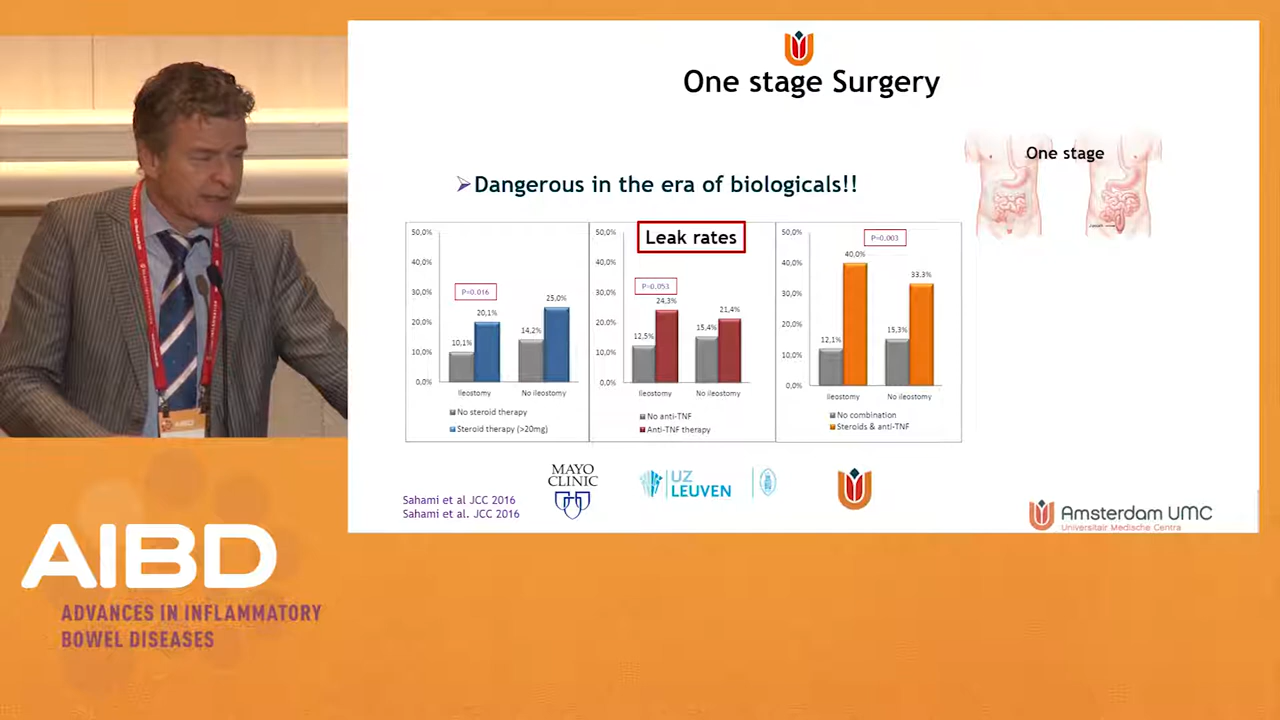 One stage Surgery
One stage
➢Dangerous in the era of biologicals!!
Leak rates
50,0%
40,0%
30,0%
20,0%
10,0%
0,0%
P=0.016
10,1%
20,1%
14,2%
25,0%
Ileostomy
No ileostomy
No steroid therapy
Steroid therapy (>20mg)
50,0%
40,0%
30,0%
20,0%
10,0%
0,0%
P=0.053
12,5%
24,3%
15,4%
21,4%
Ileostomy
No ileostomy
No anti-TNF
Anti-TNF therapy
50,0%
40,0%
30,0%
20,0%
10,0%
0,0%
P=0.003
12,1%
40,0%
15,3%
33,3%
Ileostomy
No ileostomy
No combination
Steroids & anti-TNF
MAYO
CLINIC
UZ
LEUVEN
Sahami et al JCC 2016
Sahami et al. JCC 2016
Amsterdam UMC
Universitair Medische Centra
AIBD
AIBD
ADVANCES IN INFLAMMATORY
BOWEL DISEASES